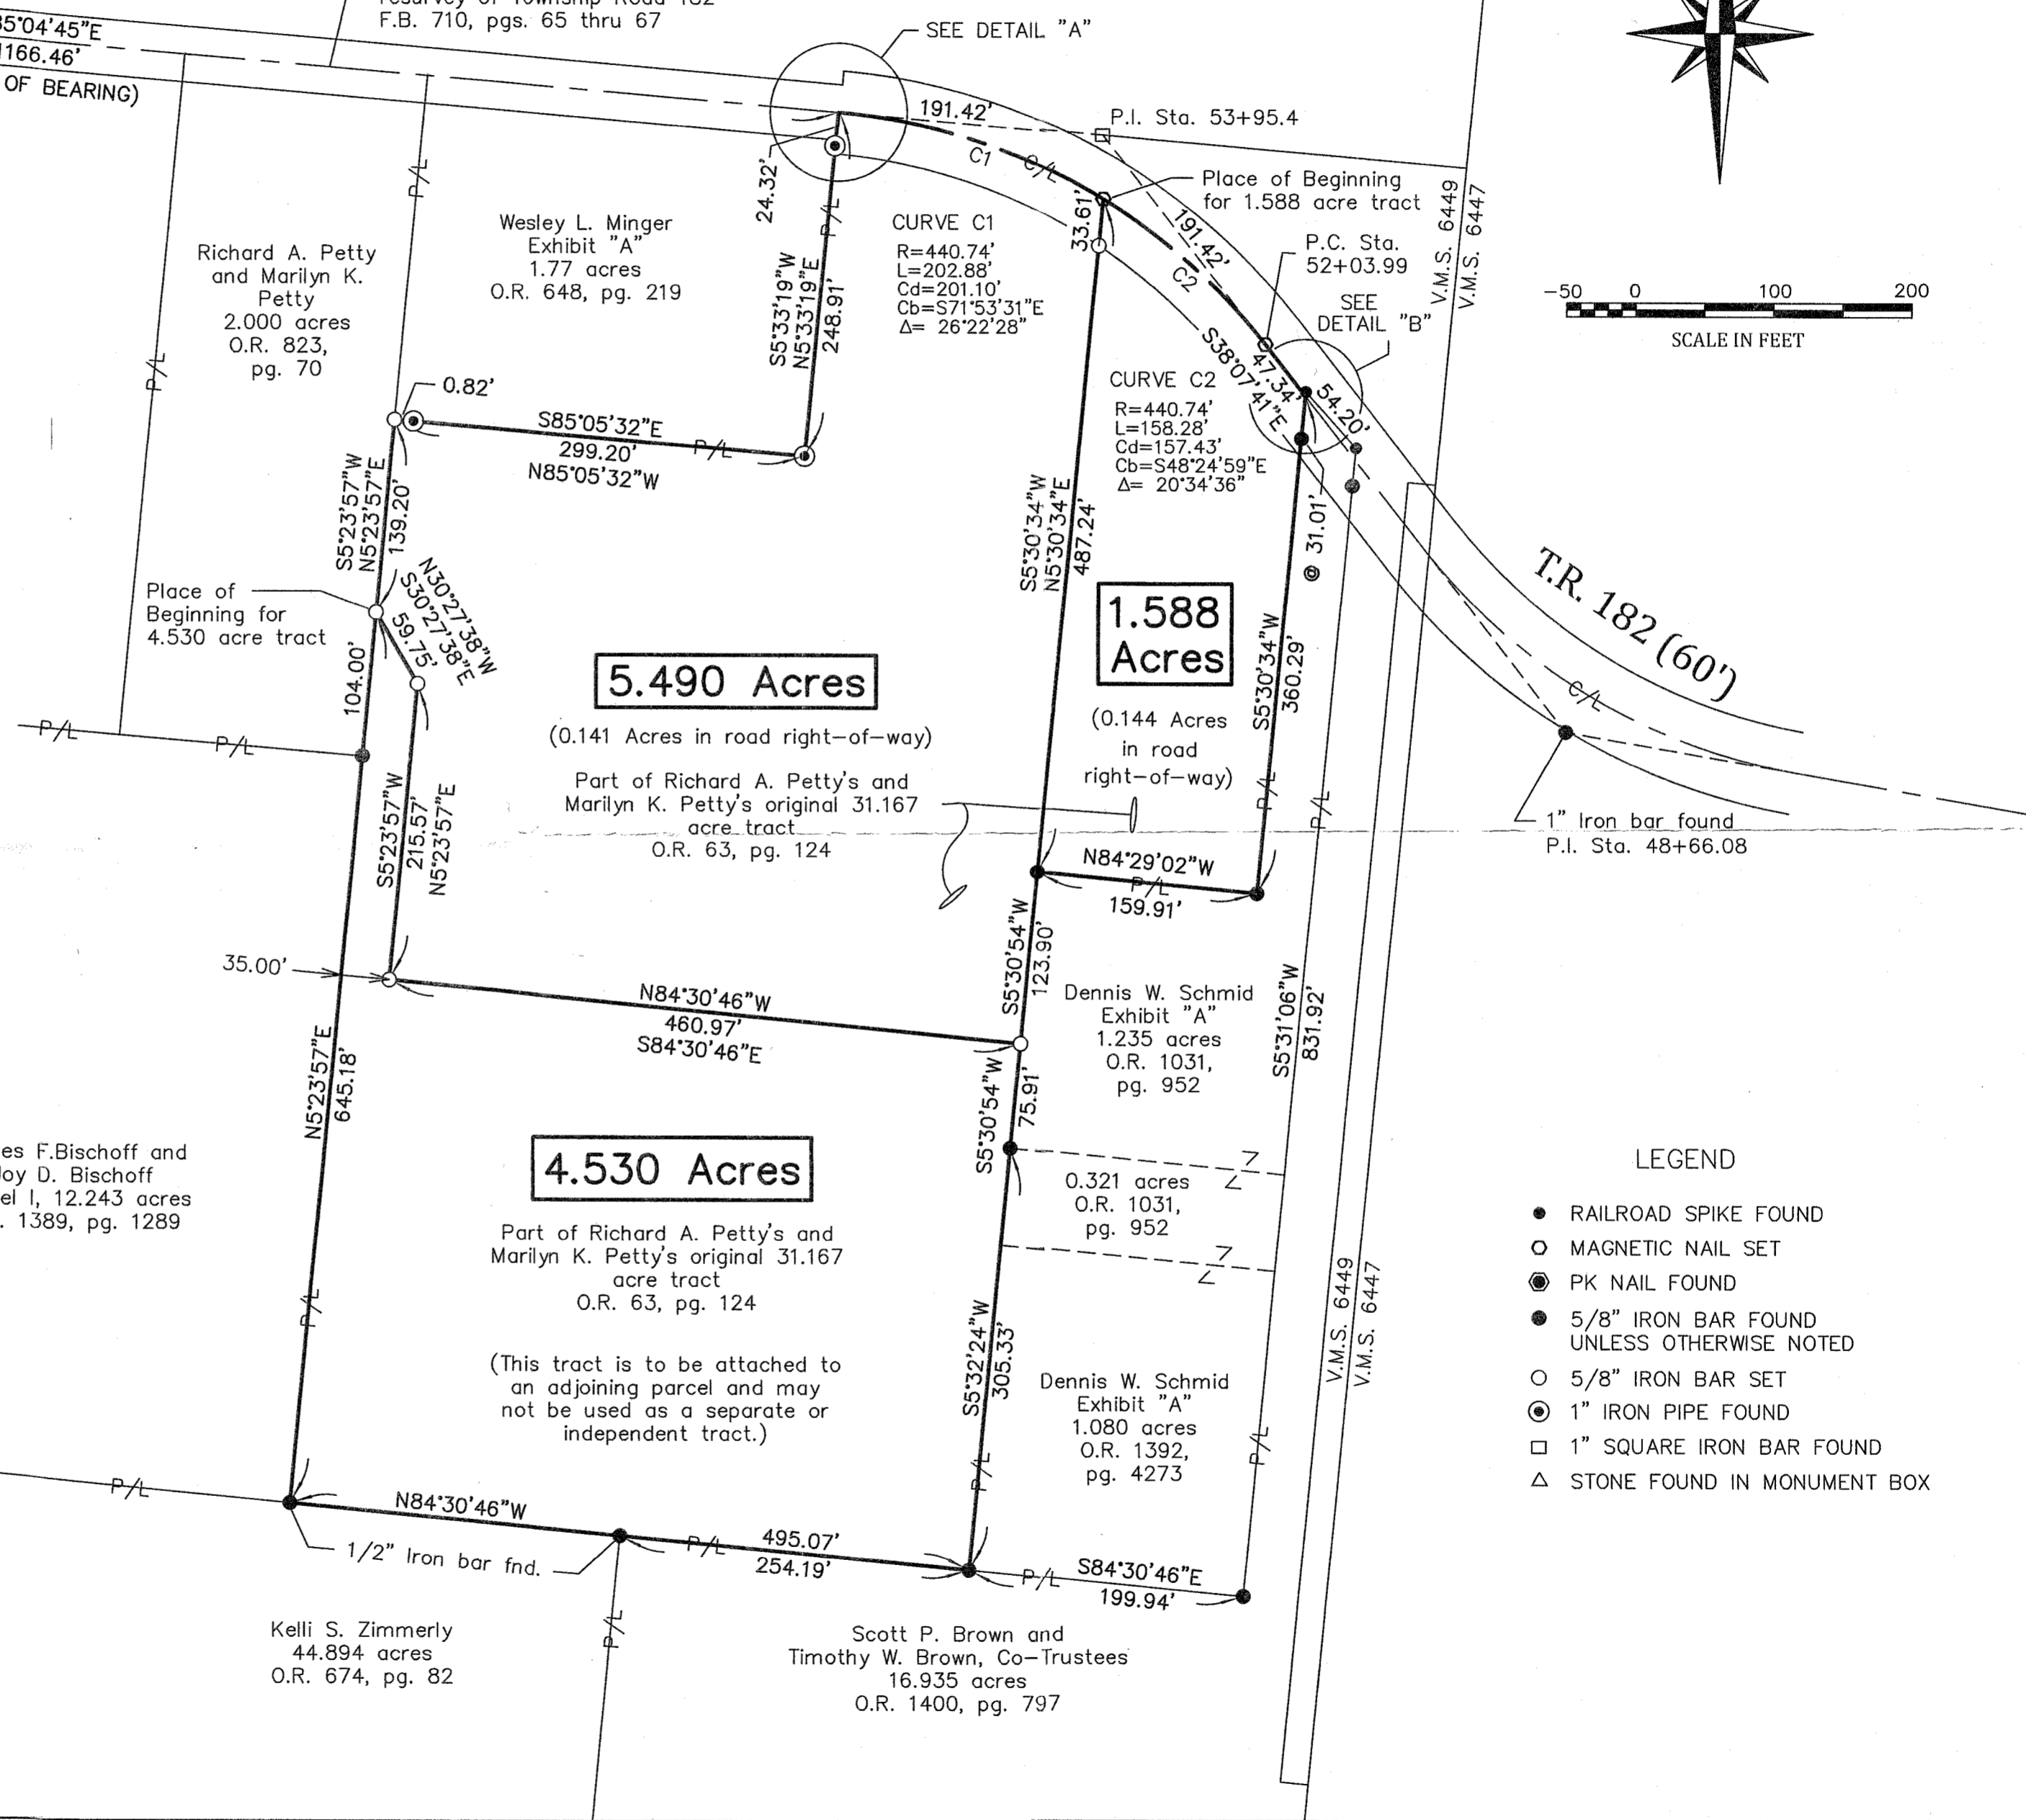 F.B. 710, pgs. 65 thru 67
SEE DETAIL "A"
35°04'45"E
1166.46'
OF BEARING)
191.42'
P.I. Sta. 53+95.4
C1
C/L
24.32'
P/L
P/L
Place of Beginning
for 1.588 acre tract
33.61'
191.42'
C2
P.C. Sta.
52+03.99
V.M.S. 6449
V.M.S. 6447
-50 0 100 200
SCALE IN FEET
SEE
DETAIL "B"
Richard A. Petty
and Marilyn K.
Petty
2.000 acres
O.R. 823,
pg. 70
P/L
Wesley L. Minger
Exhibit "A"
1.77 acres
O.R. 648, pg. 219
S5°33'19"W
N5°33'19"E
248.91'
CURVE C1
R=440.74'
L=202.88'
Cd=201.10'
Cb=S71°53'31"E
Δ= 26°22'28"
CURVE C2
R=440.74'
L=158.28'
Cd=157.43'
Cb=S48°24'59"E
Δ= 20°34'36"
S38°07'41"E
47.34'
54.20'
@ 31.01'
0.82'
S85°05'32"E
299.20'
N85°05'32"W
P/L
S5°23'57"W
N5°23'57"E
139.20'
S5°30'34"W
N5°30'34"E
487.24'
N30°27'38"W
S30°27'38"E
59.75'
Place of
Beginning for
4.530 acre tract
104.00'
P/L
P/L
5.490 Acres
(0.141 Acres in road right-of-way)
Part of Richard A. Petty's and
Marilyn K. Petty's original 31.167
acre tract
O.R. 63, pg. 124
1.588
Acres
(0.144 Acres
in road
right-of-way)
S5°30'34"W
360.29'
P/L
P/L
T.R. 182 (60')
C/L
1" Iron bar found
P.I. Sta. 48+66.08
S5°23'57"W
215.57'
N5°23'57"E
N84°29'02"W
P/L
159.91'
S5°30'54"W
123.90'
35.00'
N84°30'46"W
460.97'
S84°30'46"E
Dennis W. Schmid
Exhibit "A"
1.235 acres
O.R. 1031,
pg. 952
S5°31'06"W
831.92'
N5°23'57"E
645.18'
S5°30'54"W
75.91'
es F.Bischoff and
Joy D. Bischoff
el I, 12.243 acres
. 1389, pg. 1289
4.530 Acres
Part of Richard A. Petty's and
Marilyn K. Petty's original 31.167
acre tract
O.R. 63, pg. 124
(This tract is to be attached to
an adjoining parcel and may
not be used as a separate or
independent tract.)
P/L
0.321 acres
O.R. 1031,
pg. 952
S5°32'24"W
305.33'
P/L
Dennis W. Schmid
Exhibit "A"
1.080 acres
O.R. 1392,
pg. 4273
P/L
V.M.S. 6449
V.M.S. 6447
LEGEND
RAILROAD SPIKE FOUND
MAGNETIC NAIL SET
PK NAIL FOUND
5/8" IRON BAR FOUND
UNLESS OTHERWISE NOTED
5/8" IRON BAR SET
1" IRON PIPE FOUND
1" SQUARE IRON BAR FOUND
STONE FOUND IN MONUMENT BOX
P/L
N84°30'46"W
1/2" Iron bar fnd.
P/L
495.07'
254.19'
P/L
S84°30'46"E
199.94'
P/L
Kelli S. Zimmerly
44.894 acres
O.R. 674, pg. 82
Scott P. Brown and
Timothy W. Brown, Co-Trustees
16.935 acres
O.R. 1400, pg. 797